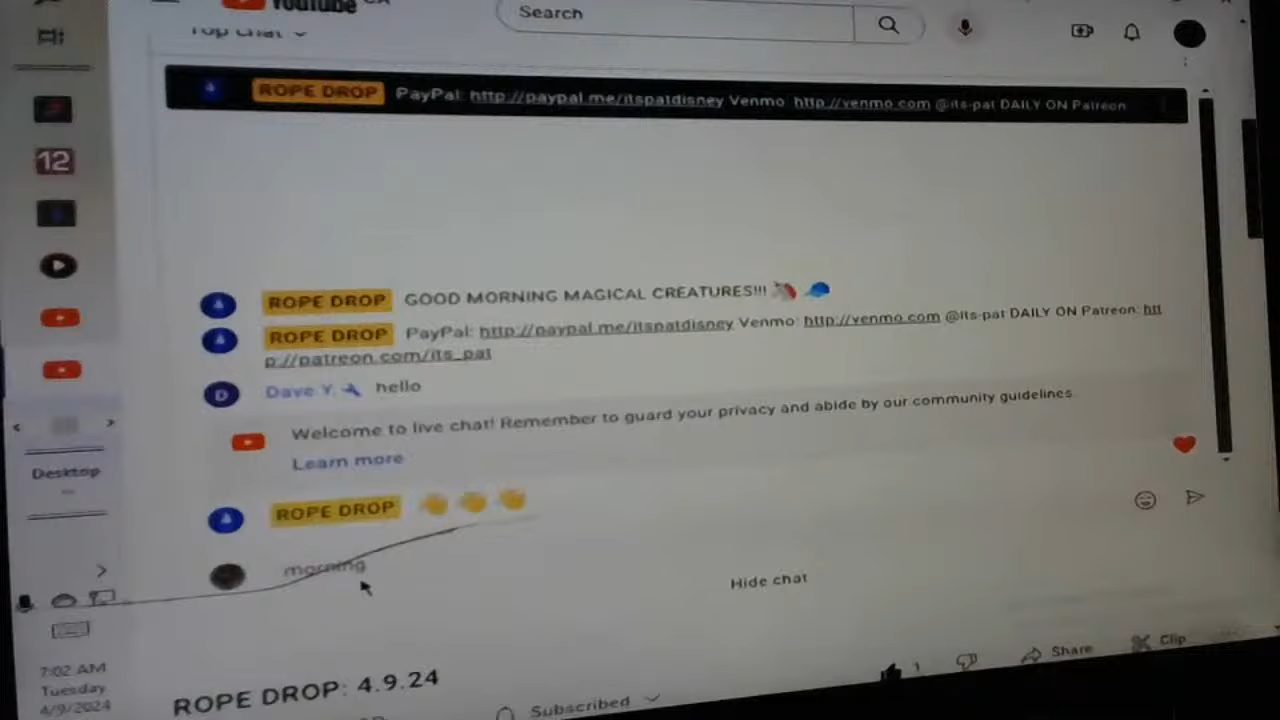 YouTube CA
Search
Top chat
ROPE DROP PayPal: http://paypal.me/itspatdisney Venmo: http://venmo.com @its-pat DAILY ON Patreon:
12
ROPE DROP GOOD MORNING MAGICAL CREATURES!!!
ROPE DROP PayPal: http://paypal.me/itspatdisney Venmo: http://venmo.com @its-pat DAILY ON Patreon: htt
p://patreon.com/its_pat
D Dave Y. hello
Welcome to live chat! Remember to guard your privacy and abide by our community guidelines.
Learn more
Desktop
ROPE DROP
morning
Hide chat
1 Share Clip
7:02 AM
Tuesday
4/9/2024
ROPE DROP: 4.9.24
Subscribed